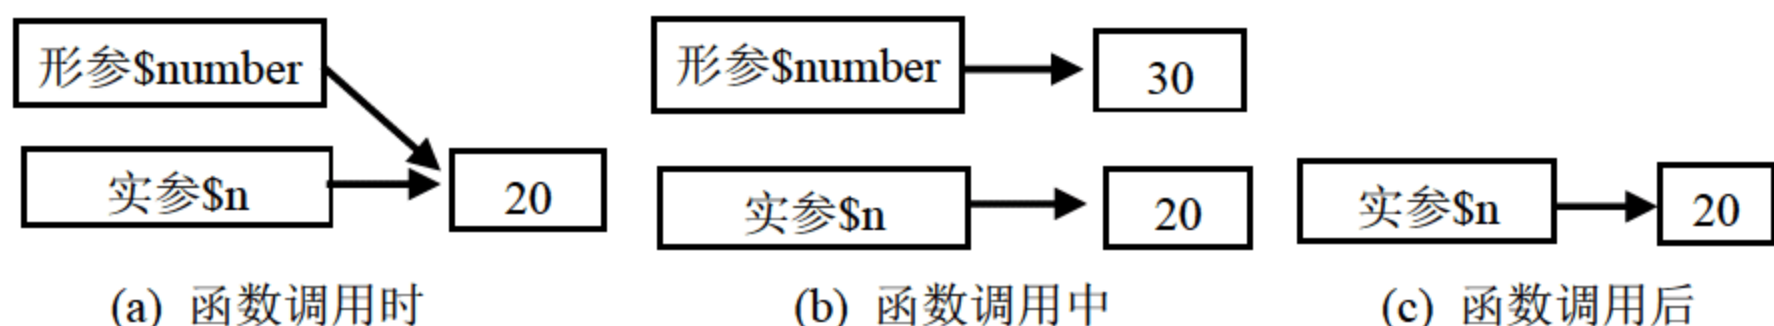 形参$number
实参$n
20
(a) 函数调用时
形参$number
30
实参$n
20
(b) 函数调用中
实参$n
20
(c) 函数调用后